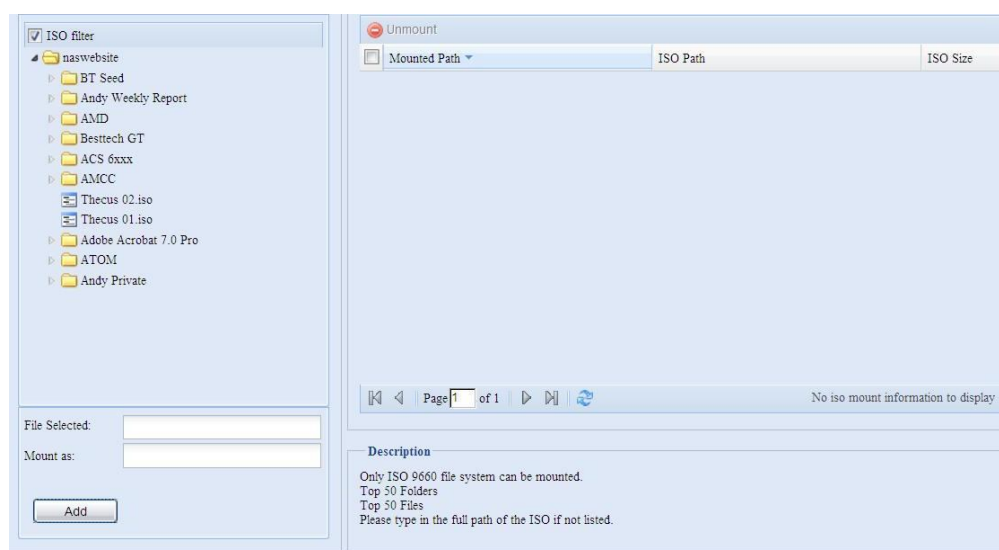 ISO filter
naswebsite
BT Seed
Andy Weekly Report
AMD
Besttech GT
ACS 6xxx
AMCC
Thecus 02.iso
Thecus 01.iso
Adobe Acrobat 7.0 Pro
ATOM
Andy Private
File Selected:
Mount as:
Add
Unmount
Mounted Path ISO Path ISO Size
Page 1 of 1 No iso mount information to display
Description
Only ISO 9660 file system can be mounted.
Top 50 Folders
Top 50 Files
Please type in the full path of the ISO if not listed.